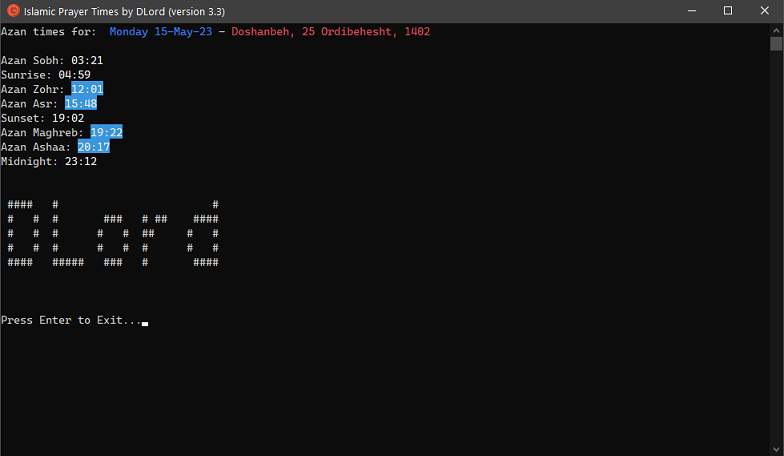 Islamic Prayer Times by DLord (version 3.3)
Azan times for:  Monday 15-May-23 - Doshanbeh, 25 Ordibehesht, 1402
Azan Sobh: 03:21
Sunrise: 04:59
Azan Zohr: 12:01
Azan Asr: 15:48
Sunset: 19:02
Azan Maghreb: 19:22
Azan Ashaa: 20:17
Midnight: 23:12
DLord
Press Enter to Exit...